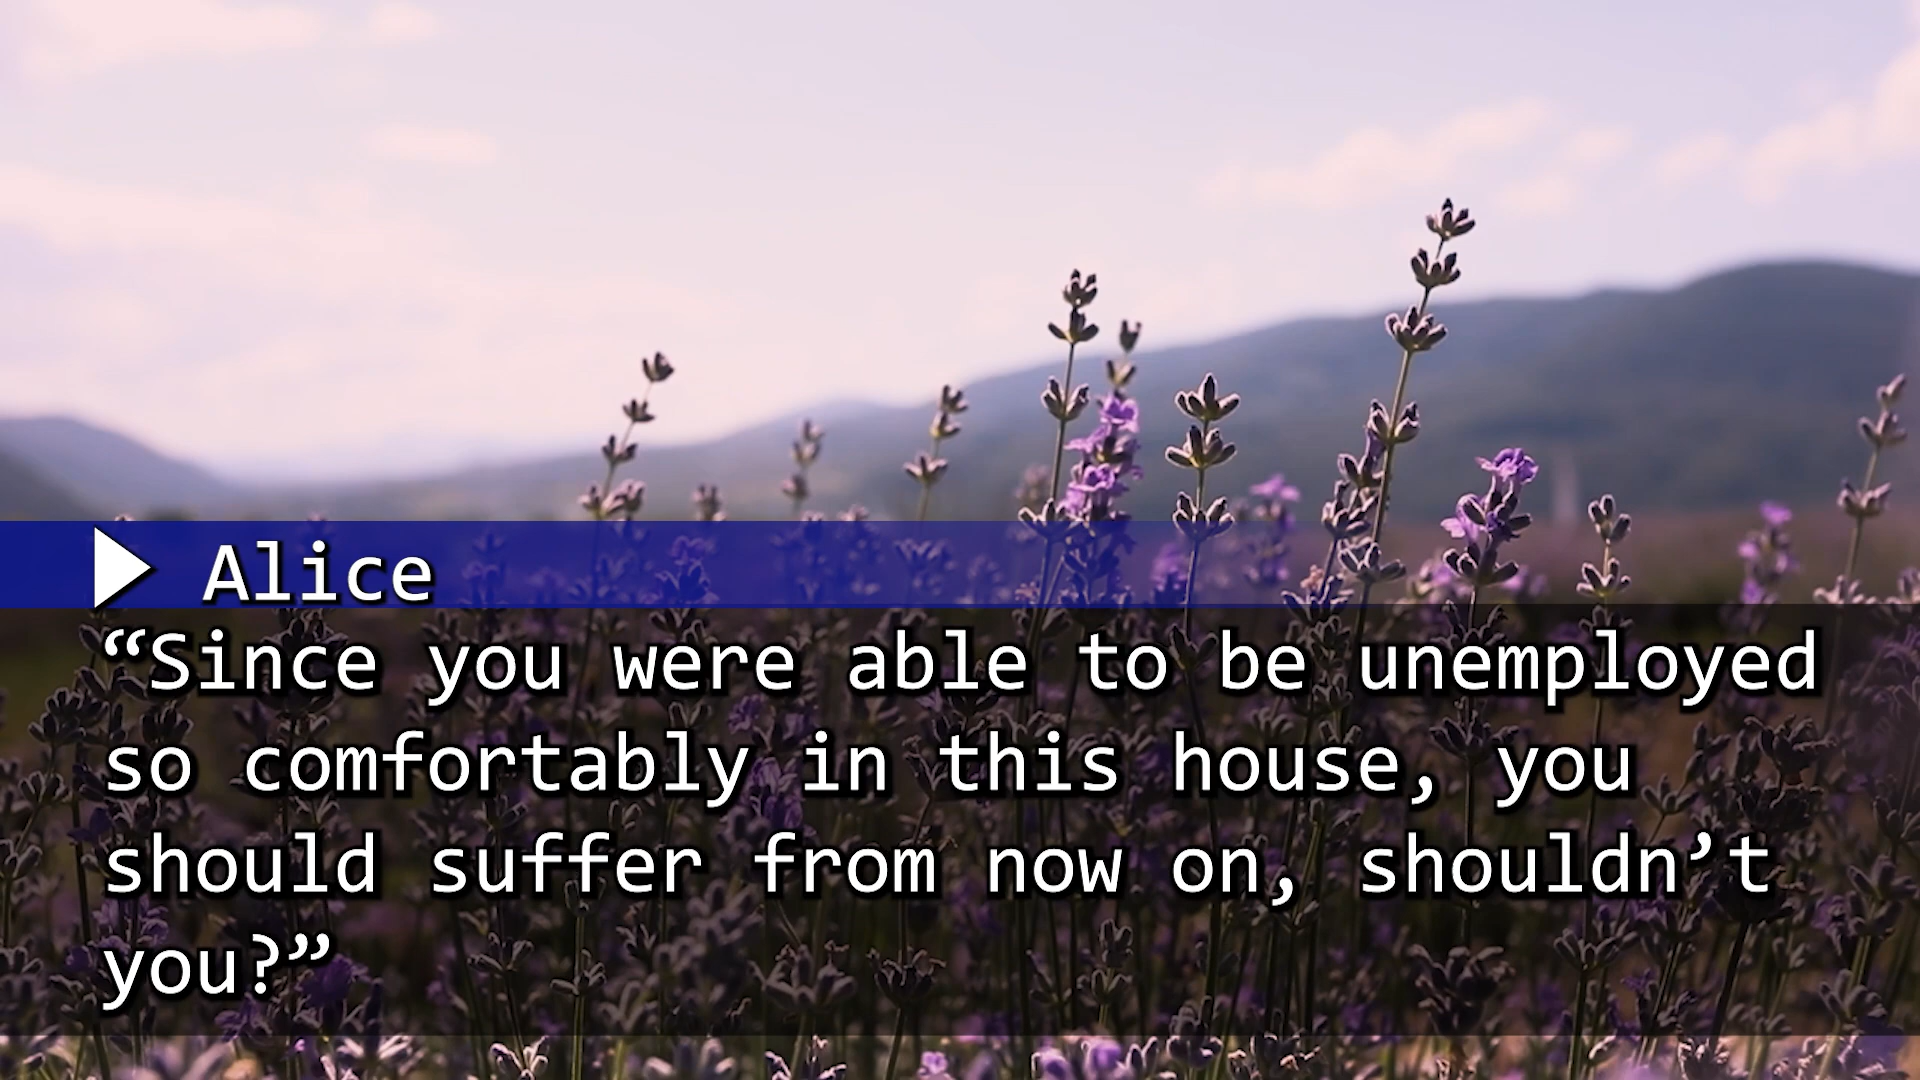 Alice
“Since you were able to be unemployed
so comfortably in this house, you
should suffer from now on, shouldn’t
you?”